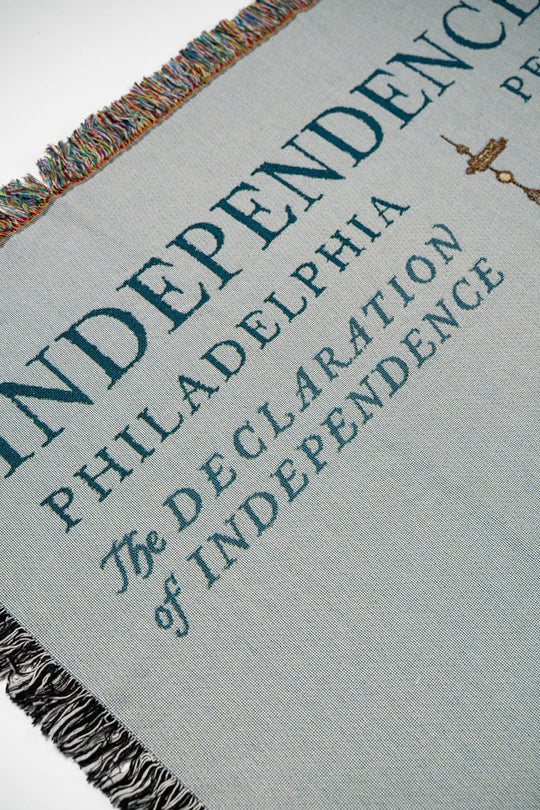 INDEPENDENCE
PHILADELPHIA
The DECLARATION
of INDEPENDENCE